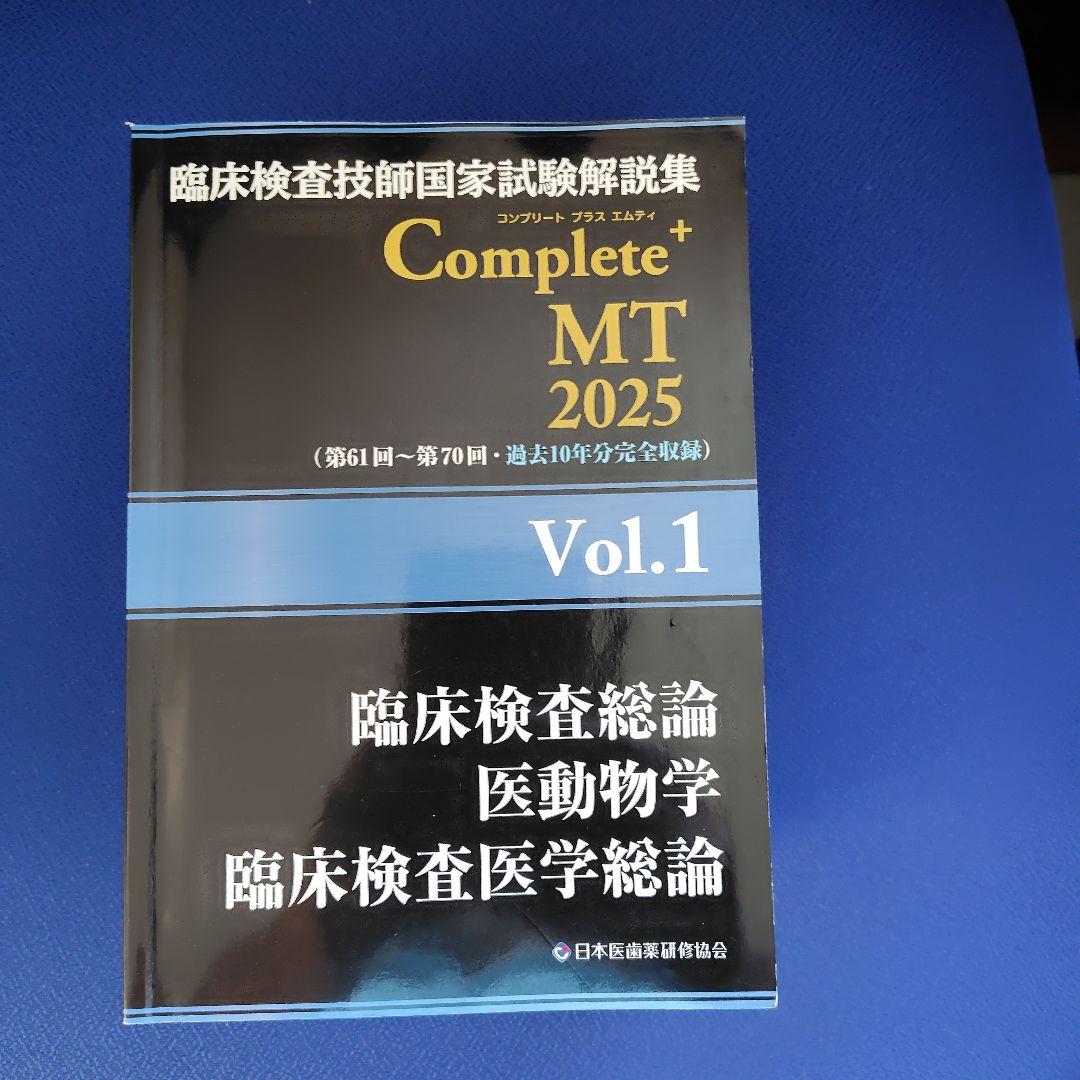 臨床検査技師国家試験解説集
コンプリート プラス エムティ
Complete+
MT
2025
(第61回～第70回・過去10年分完全収録)
Vol.1
臨床検査総論
医動物学
臨床検査医学総論
日本医歯薬研修協会